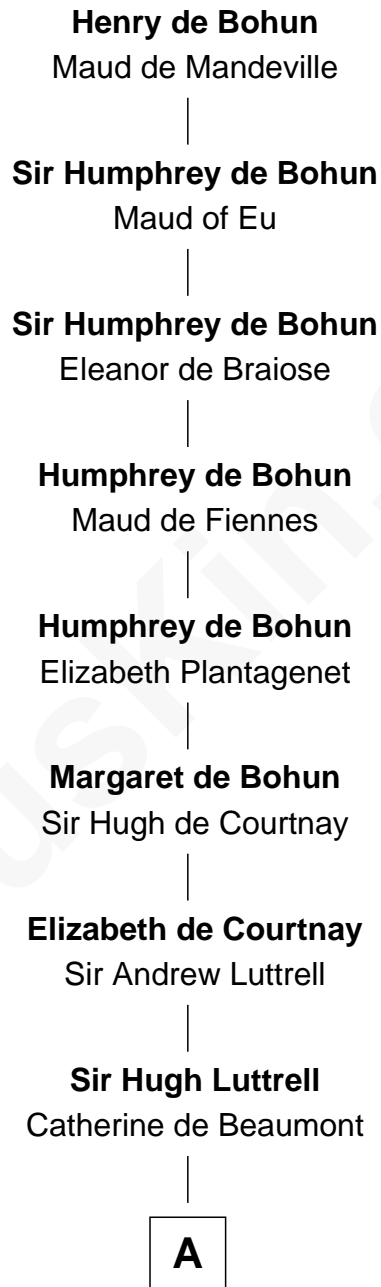 Henry de Bohun
Maud de Mandeville
Sir Humphrey de Bohun
Maud of Eu
Sir Humphrey de Bohun
Eleanor de Braiose
Humphrey de Bohun
Maud de Fiennes
Humphrey de Bohun
Elizabeth Plantagenet
Margaret de Bohun
Sir Hugh de Courtnay
Elizabeth de Courtnay
Sir Andrew Luttrell
Sir Hugh Luttrell
Catherine de Beaumont
A